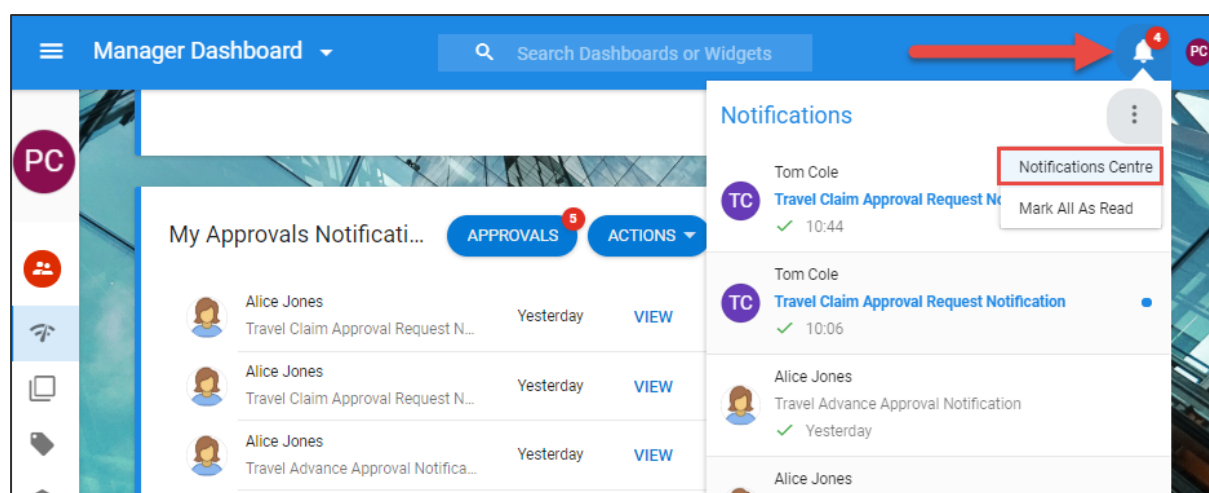 Manager Dashboard
Search Dashboards or Widgets
4
PC
PC
My Approvals Notificati...
APPROVALS
5
ACTIONS
Alice Jones
Travel Claim Approval Request N...
Yesterday
VIEW
Alice Jones
Travel Claim Approval Request N...
Yesterday
VIEW
Alice Jones
Travel Advance Approval Notifica...
Yesterday
VIEW
Notifications
Notifications Centre
Mark All As Read
TC
Tom Cole
Travel Claim Approval Request No
10:44
TC
Tom Cole
Travel Claim Approval Request Notification
10:06
Alice Jones
Travel Advance Approval Notification
Yesterday
Alice Jones